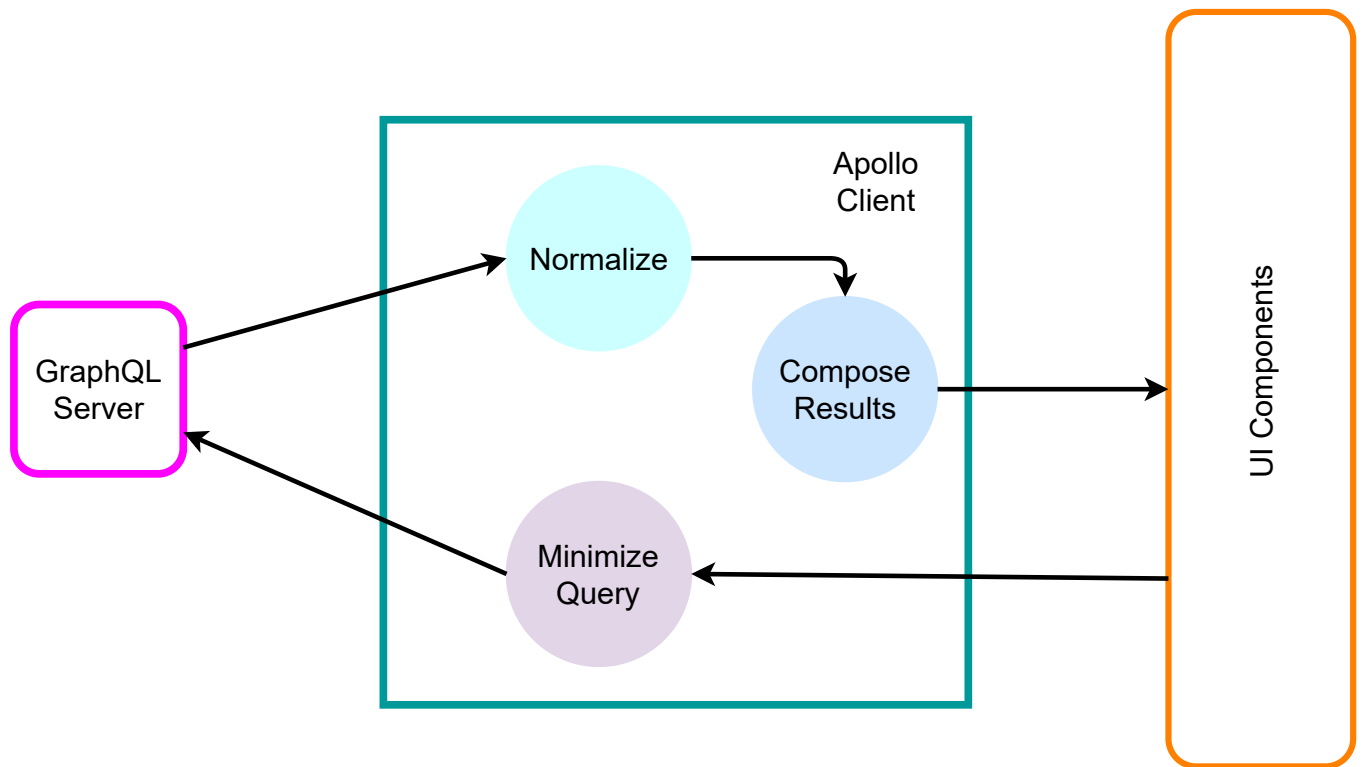 Apollo
Client
Normalize
GraphQL
Server
Compose
Results
Minimize
Query
UI Components